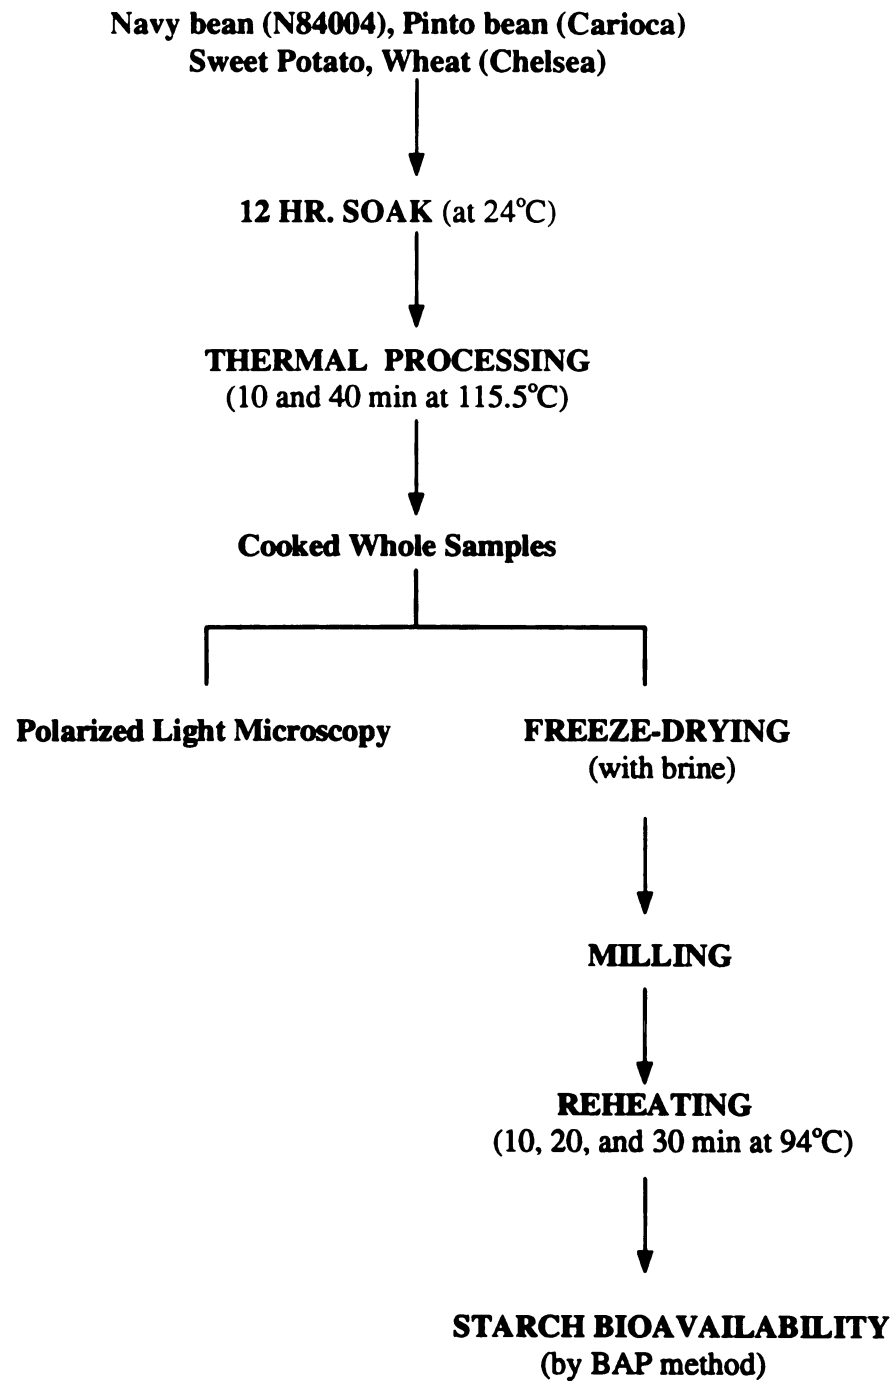 Navy bean (N84004), Pinto bean (Carioca)
Sweet Potato, Wheat (Chelsea)
12 HR. SOAK (at 24°C)
THERMAL PROCESSING
(10 and 40 min at 115.5°C)
Cooked Whole Samples
Polarized Light Microscopy
FREEZE-DRYING
(with brine)
MILLING
REHEATING
(10, 20, and 30 min at 94°C)
STARCH BIOAVAILABILITY
(by BAP method)